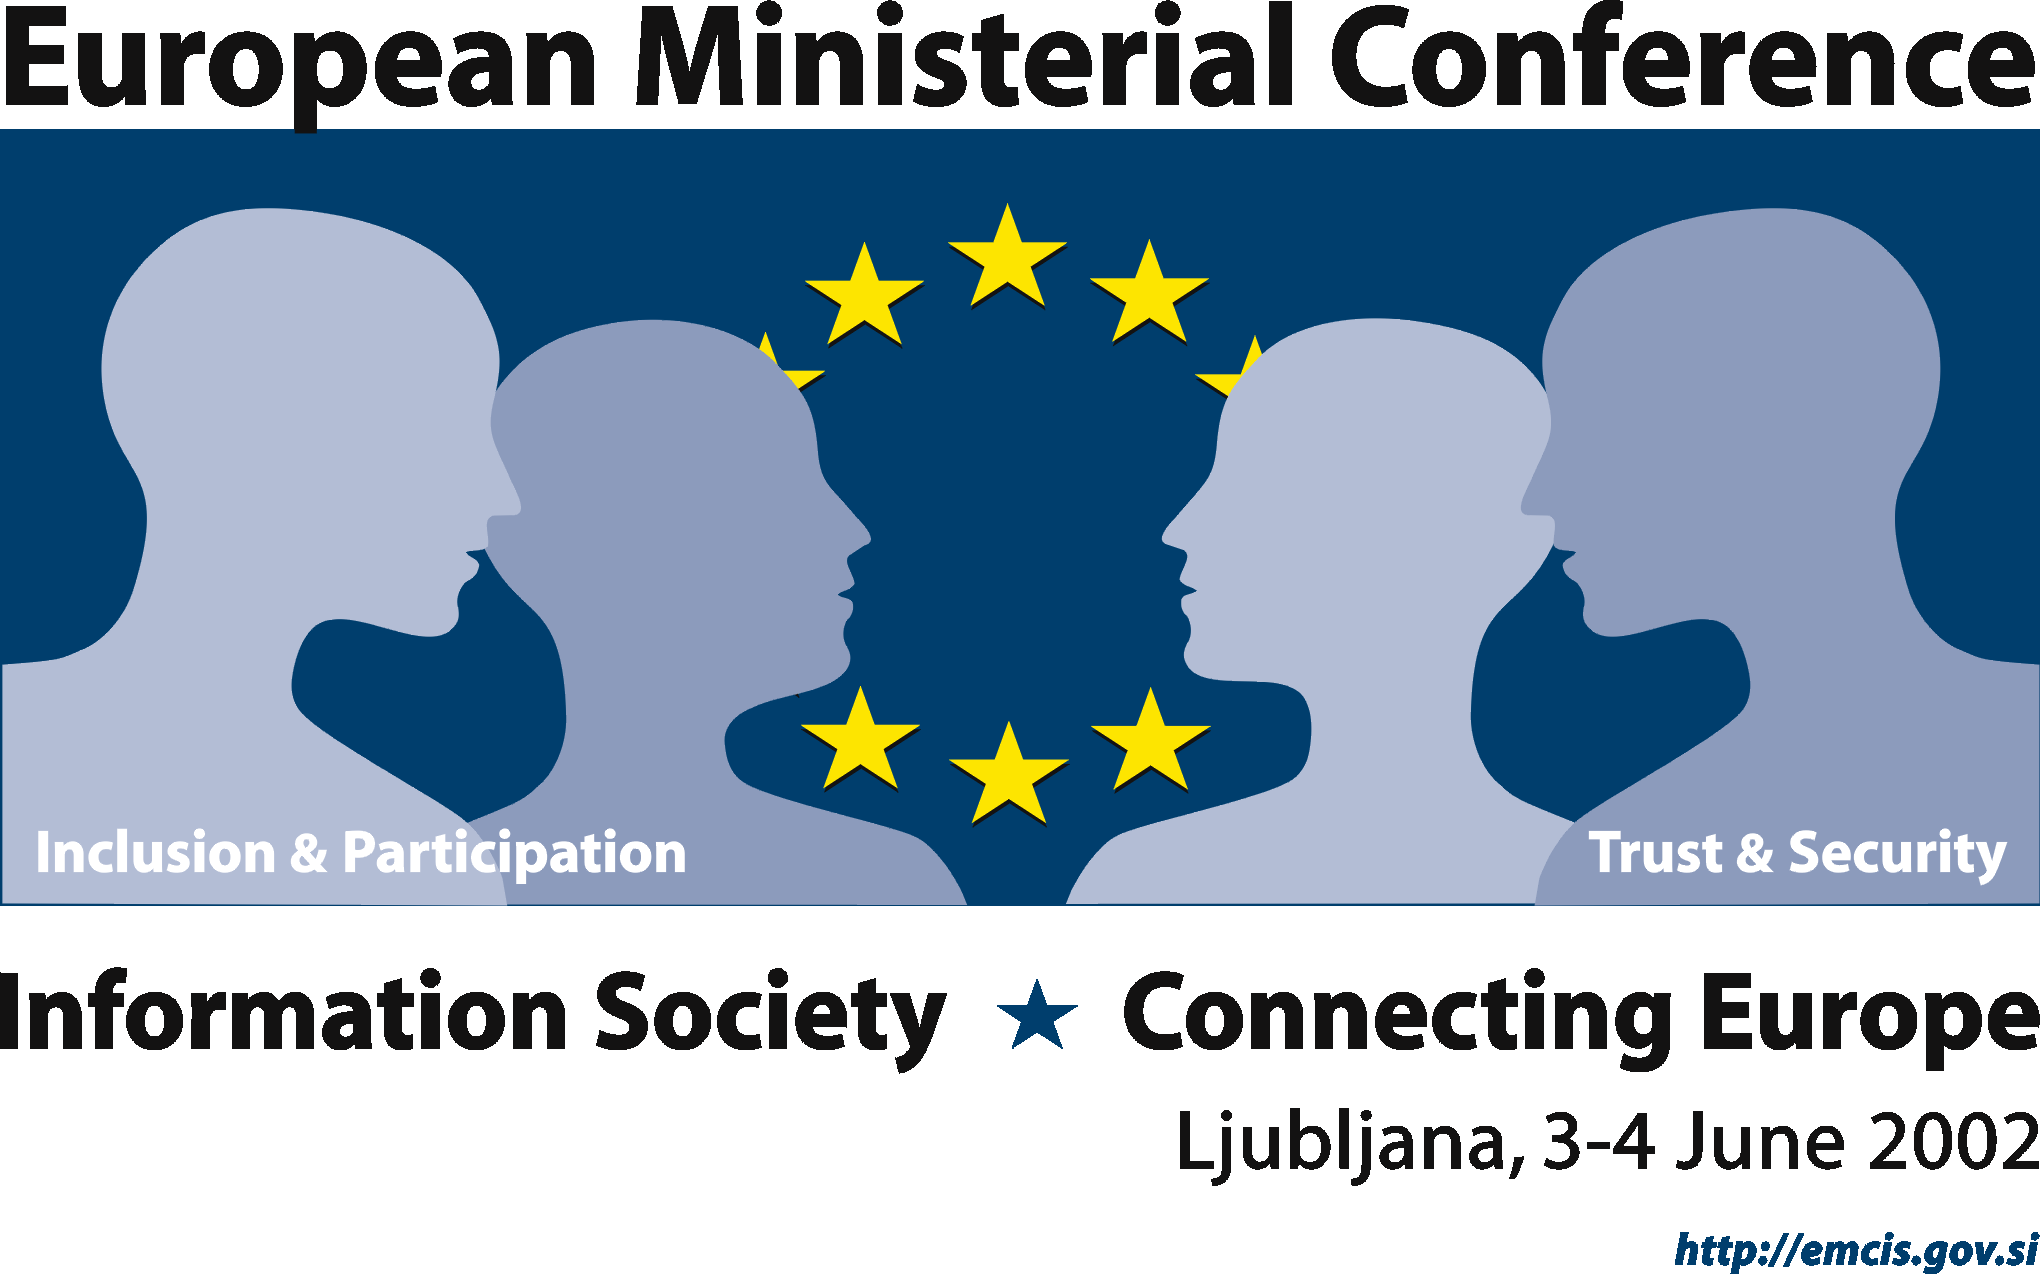 European Ministerial Conference
Inclusion & Participation
Trust & Security
Information Society ★ Connecting Europe
Ljubljana, 3-4 June 2002
http://emcis.gov.si